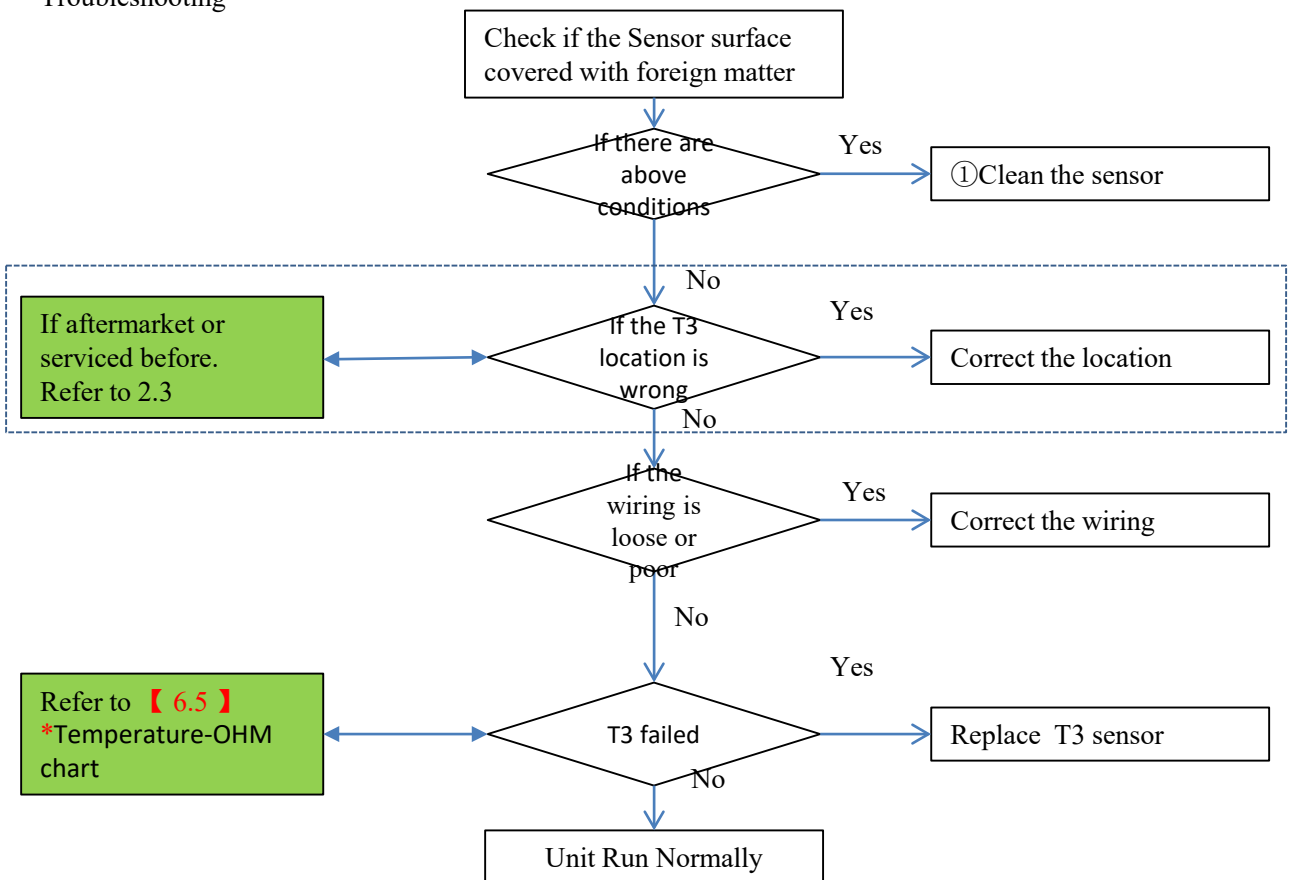 Troubleshooting
Check if the Sensor surface
covered with foreign matter
If there are
above
conditions
Yes
①Clean the sensor
No
If aftermarket or
serviced before.
Refer to 2.3
If the T3
location is
wrong
Yes
Correct the location
No
If the
wiring is
loose or
poor
Yes
Correct the wiring
No
Refer to 【 6.5 】
*Temperature-OHM
chart
T3 failed
Yes
Replace T3 sensor
No
Unit Run Normally